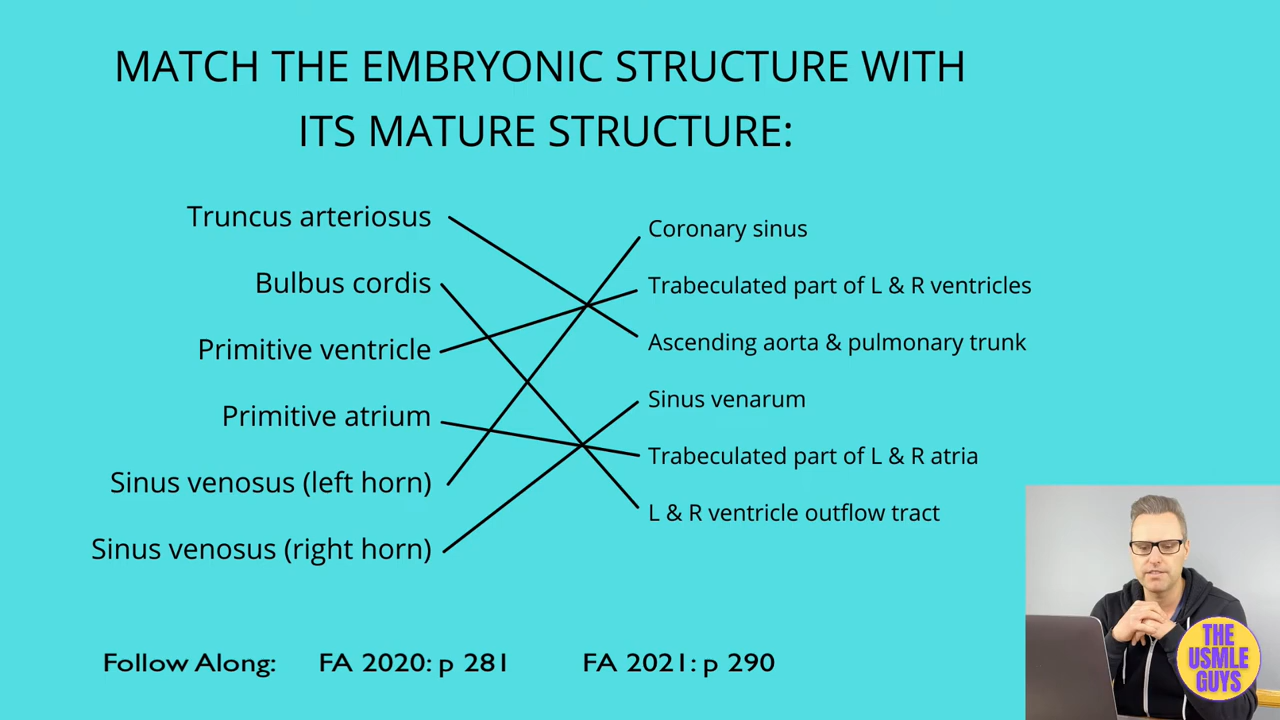 MATCH THE EMBRYONIC STRUCTURE WITH
ITS MATURE STRUCTURE:
Truncus arteriosus
Bulbus cordis
Primitive ventricle
Primitive atrium
Sinus venosus (left horn)
Sinus venosus (right horn)
Coronary sinus
Trabeculated part of L & R ventricles
Ascending aorta & pulmonary trunk
Sinus venarum
Trabeculated part of L & R atria
L & R ventricle outflow tract
Follow Along: FA 2020: p 281 FA 2021: p 290
THE
USMLE
GUYS